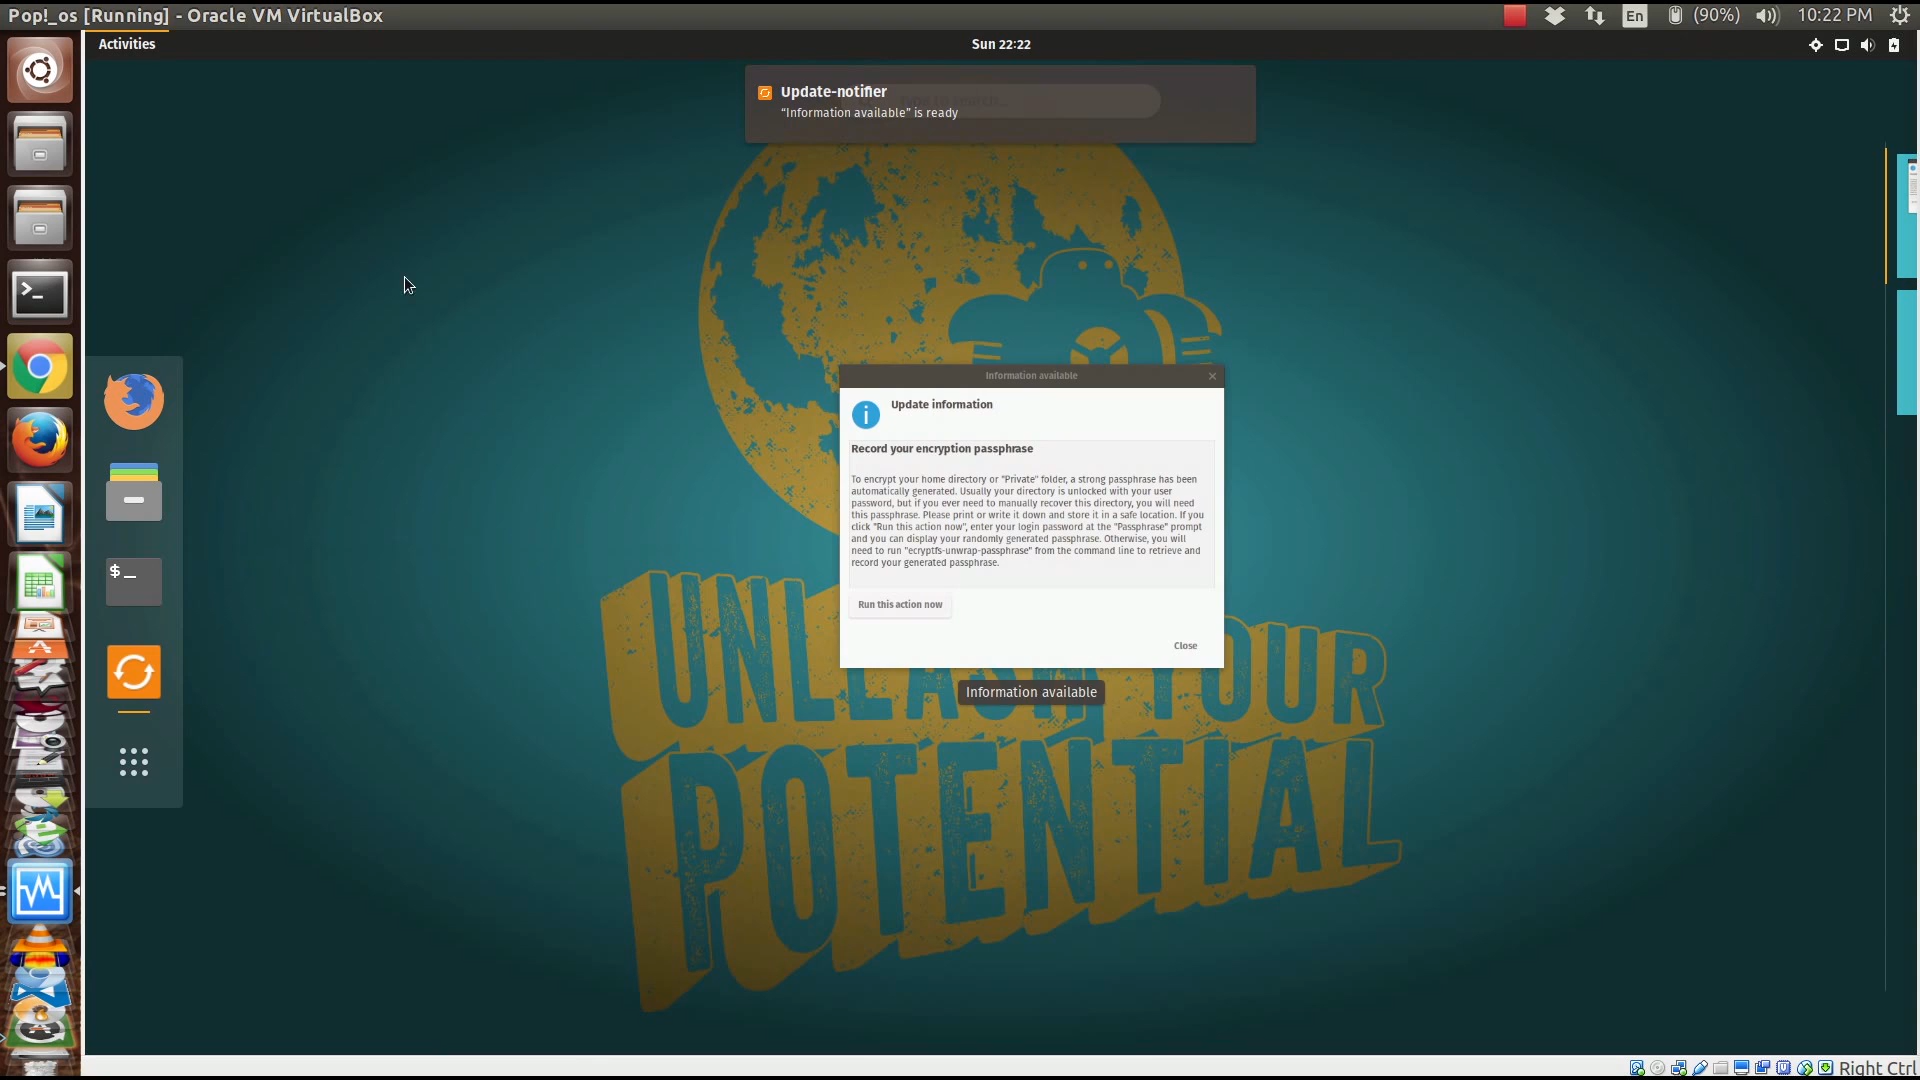 Pop!_os [Running] - Oracle VM VirtualBox
En
(90%)
10:22 PM
Activities
Sun 22:22
Update-notifier
“Information available” is ready
Information available
Update information
Record your encryption passphrase
To encrypt your home directory or "Private" folder, a strong passphrase has been
automatically generated. Usually your directory is unlocked with your user
password, but if you ever need to manually recover this directory, you will need
this passphrase. Please print or write it down and store it in a safe location. If you
click "Run this action now", enter your login password at the "Passphrase" prompt
and you can display your randomly generated passphrase. Otherwise, you will
need to run "ecryptfs-unwrap-passphrase" from the command line to retrieve and
record your generated passphrase.
Run this action now
Close
Information available
$_
UNLEASH YOUR
POTENTIAL
Right Ctrl